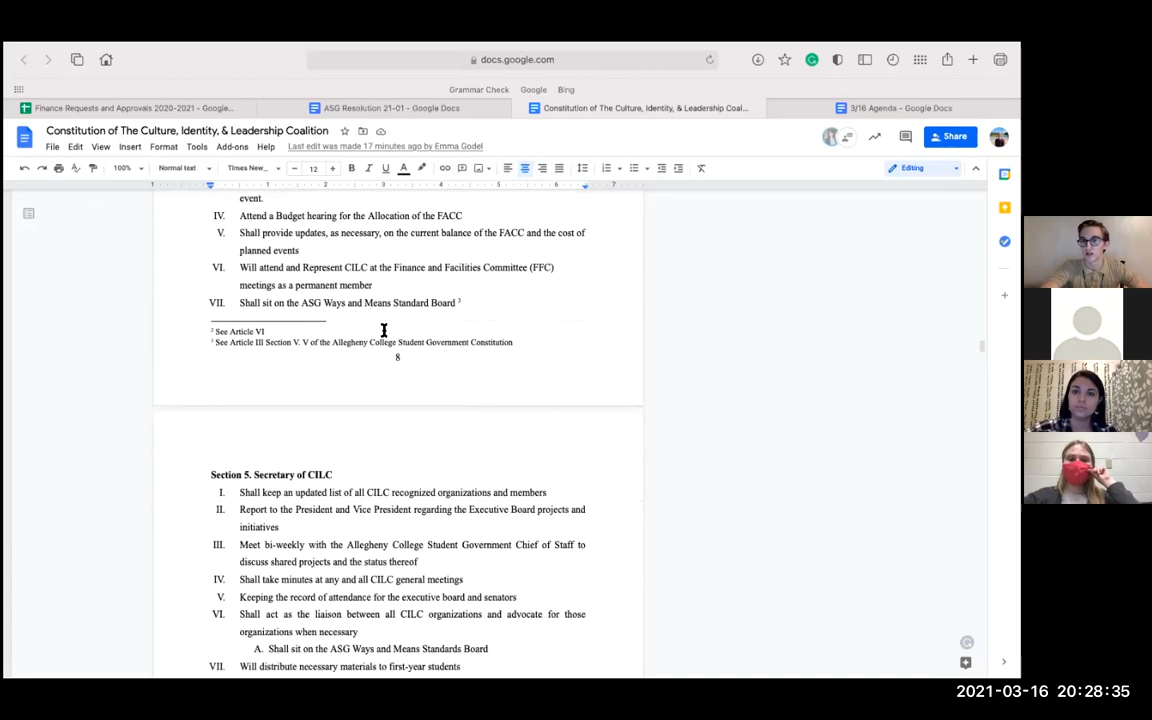 docs.google.com
Grammar Check Google Bing
Finance Requests and Approvals 2020-2021 - Google...
ASG Resolution 21-01 - Google Docs
Constitution of The Culture, Identity, & Leadership Coal...
3/16 Agenda - Google Docs
Constitution of The Culture, Identity, & Leadership Coalition
Share
File Edit View Insert Format Tools Add-ons Help Last edit was made 17 minutes ago by Emma Godel
100% Normal text Times New... 12 Editing
1 1 2 3 4 5 6 7
event.
IV. Attend a Budget hearing for the Allocation of the FACC
V. Shall provide updates, as necessary, on the current balance of the FACC and the cost of
planned events
VI. Will attend and Represent CILC at the Finance and Facilities Committee (FFC)
meetings as a permanent member
VII. Shall sit on the ASG Ways and Means Standard Board 3
2 See Article VI
3 See Article III Section V. V of the Allegheny College Student Government Constitution
8
Section 5. Secretary of CILC
I. Shall keep an updated list of all CILC recognized organizations and members
II. Report to the President and Vice President regarding the Executive Board projects and
initiatives
III. Meet bi-weekly with the Allegheny College Student Government Chief of Staff to
discuss shared projects and the status thereof
IV. Shall take minutes at any and all CILC general meetings
V. Keeping the record of attendance for the executive board and senators
VI. Shall act as the liaison between all CILC organizations and advocate for those
organizations when necessary
A. Shall sit on the ASG Ways and Means Standards Board
VII. Will distribute necessary materials to first-year students
2021-03-16 20:28:35